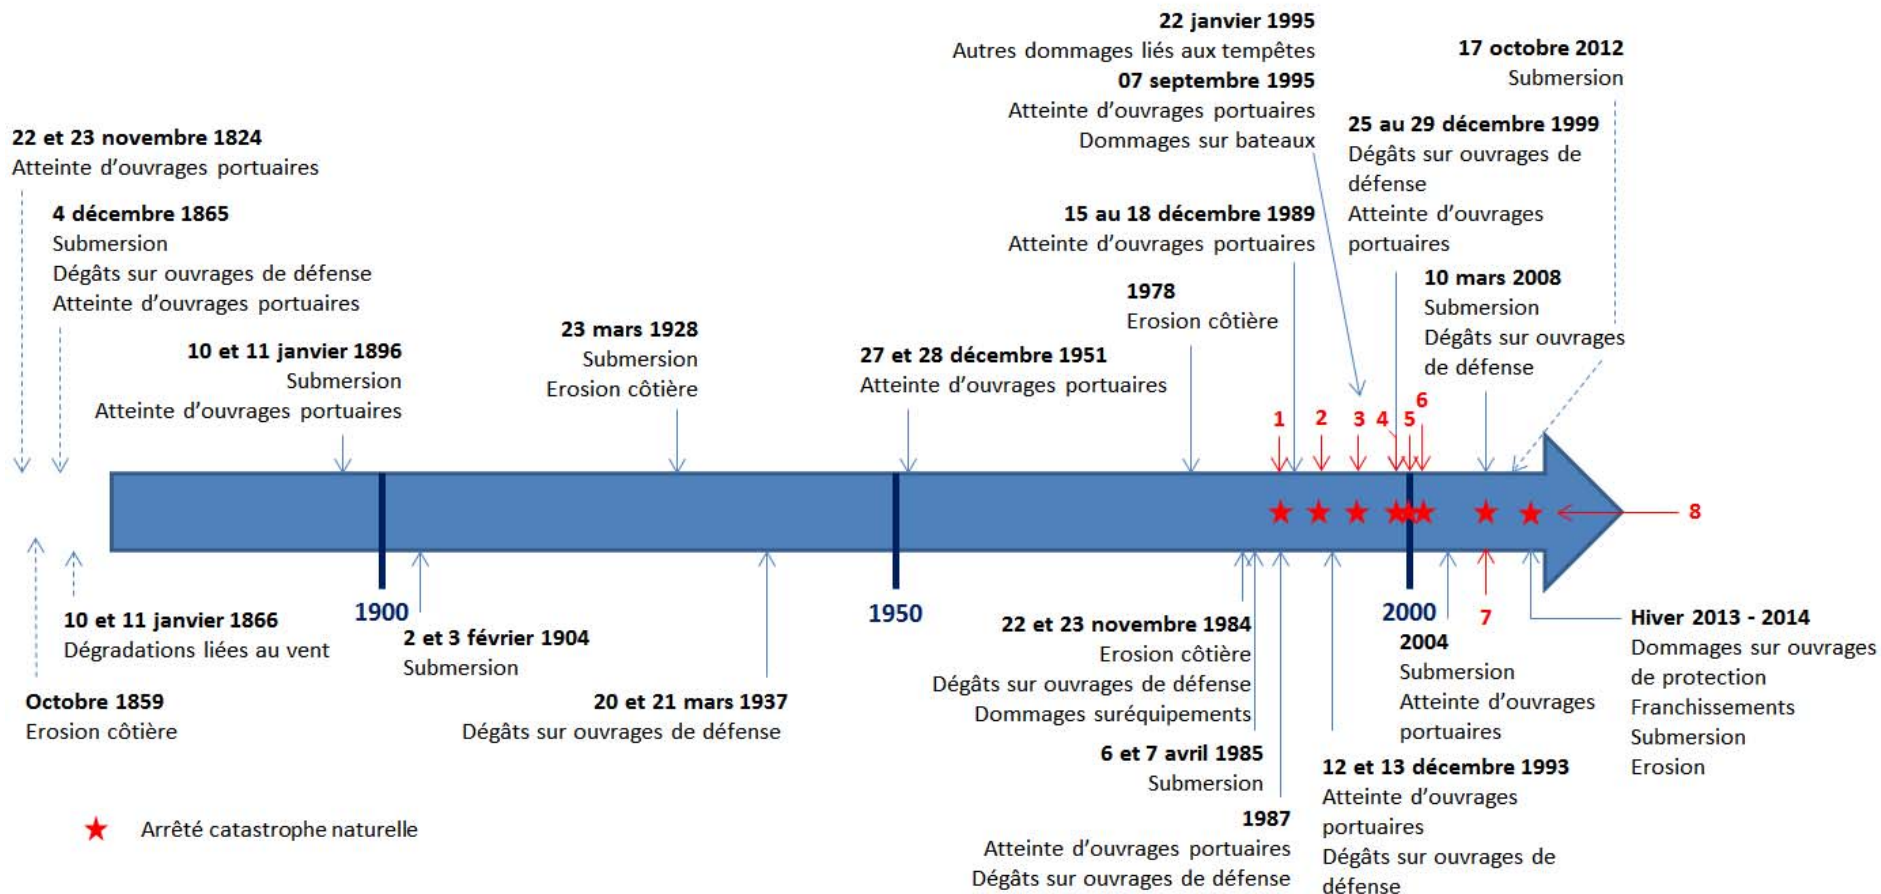 22 janvier 1995
Autres dommages liés aux tempêtes
07 septembre 1995
Atteinte d'ouvrages portuaires
Dommages sur bateaux
17 octobre 2012
Submersion
22 et 23 novembre 1824
Atteinte d'ouvrages portuaires
25 au 29 décembre 1999
Dégâts sur ouvrages de
défense
Atteinte d'ouvrages
portuaires
4 décembre 1865
Submersion
Dégâts sur ouvrages de défense
Atteinte d'ouvrages portuaires
15 au 18 décembre 1989
Atteinte d'ouvrages portuaires
10 mars 2008
Submersion
Dégâts sur ouvrages
de défense
1978
Erosion côtière
23 mars 1928
Submersion
Erosion côtière
10 et 11 janvier 1896
Submersion
Atteinte d'ouvrages portuaires
27 et 28 décembre 1951
Atteinte d'ouvrages portuaires
1
2
3
4
5
6
8
1900
1950
2000
7
10 et 11 janvier 1866
Dégradations liées au vent
2 et 3 février 1904
Submersion
22 et 23 novembre 1984
Erosion côtière
Dégâts sur ouvrages de défense
Dommages suréquipements
2004
Submersion
Atteinte d'ouvrages
portuaires
Hiver 2013 - 2014
Dommages sur ouvrages
de protection
Franchissements
Submersion
Erosion
Octobre 1859
Erosion côtière
20 et 21 mars 1937
Dégâts sur ouvrages de défense
6 et 7 avril 1985
Submersion
12 et 13 décembre 1993
Atteinte d'ouvrages
portuaires
Dégâts sur ouvrages de
défense
1987
Atteinte d'ouvrages portuaires
Dégâts sur ouvrages de défense
Arrêté catastrophe naturelle